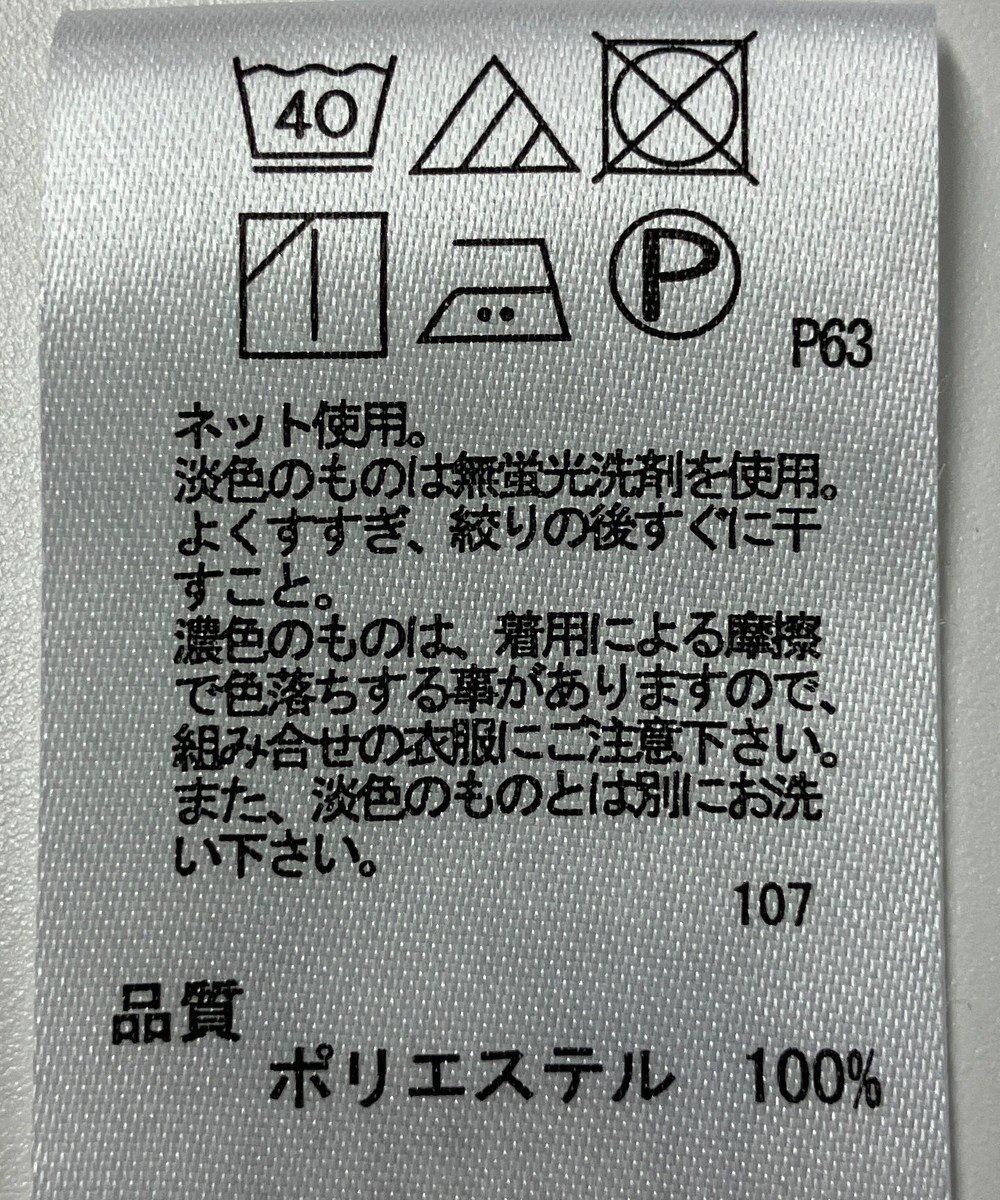 40
P
P63
ネット使用。
淡色のものは無蛍光洗剤を使用。
よくすすぎ、絞りの後すぐに干
すこと。
濃色のものは、着用による摩擦
で色落ちする事がありますので、
組み合せの衣服にご注意下さい。
また、淡色のものとは別にお洗
い下さい。
107
品質
ポリエステル 100%